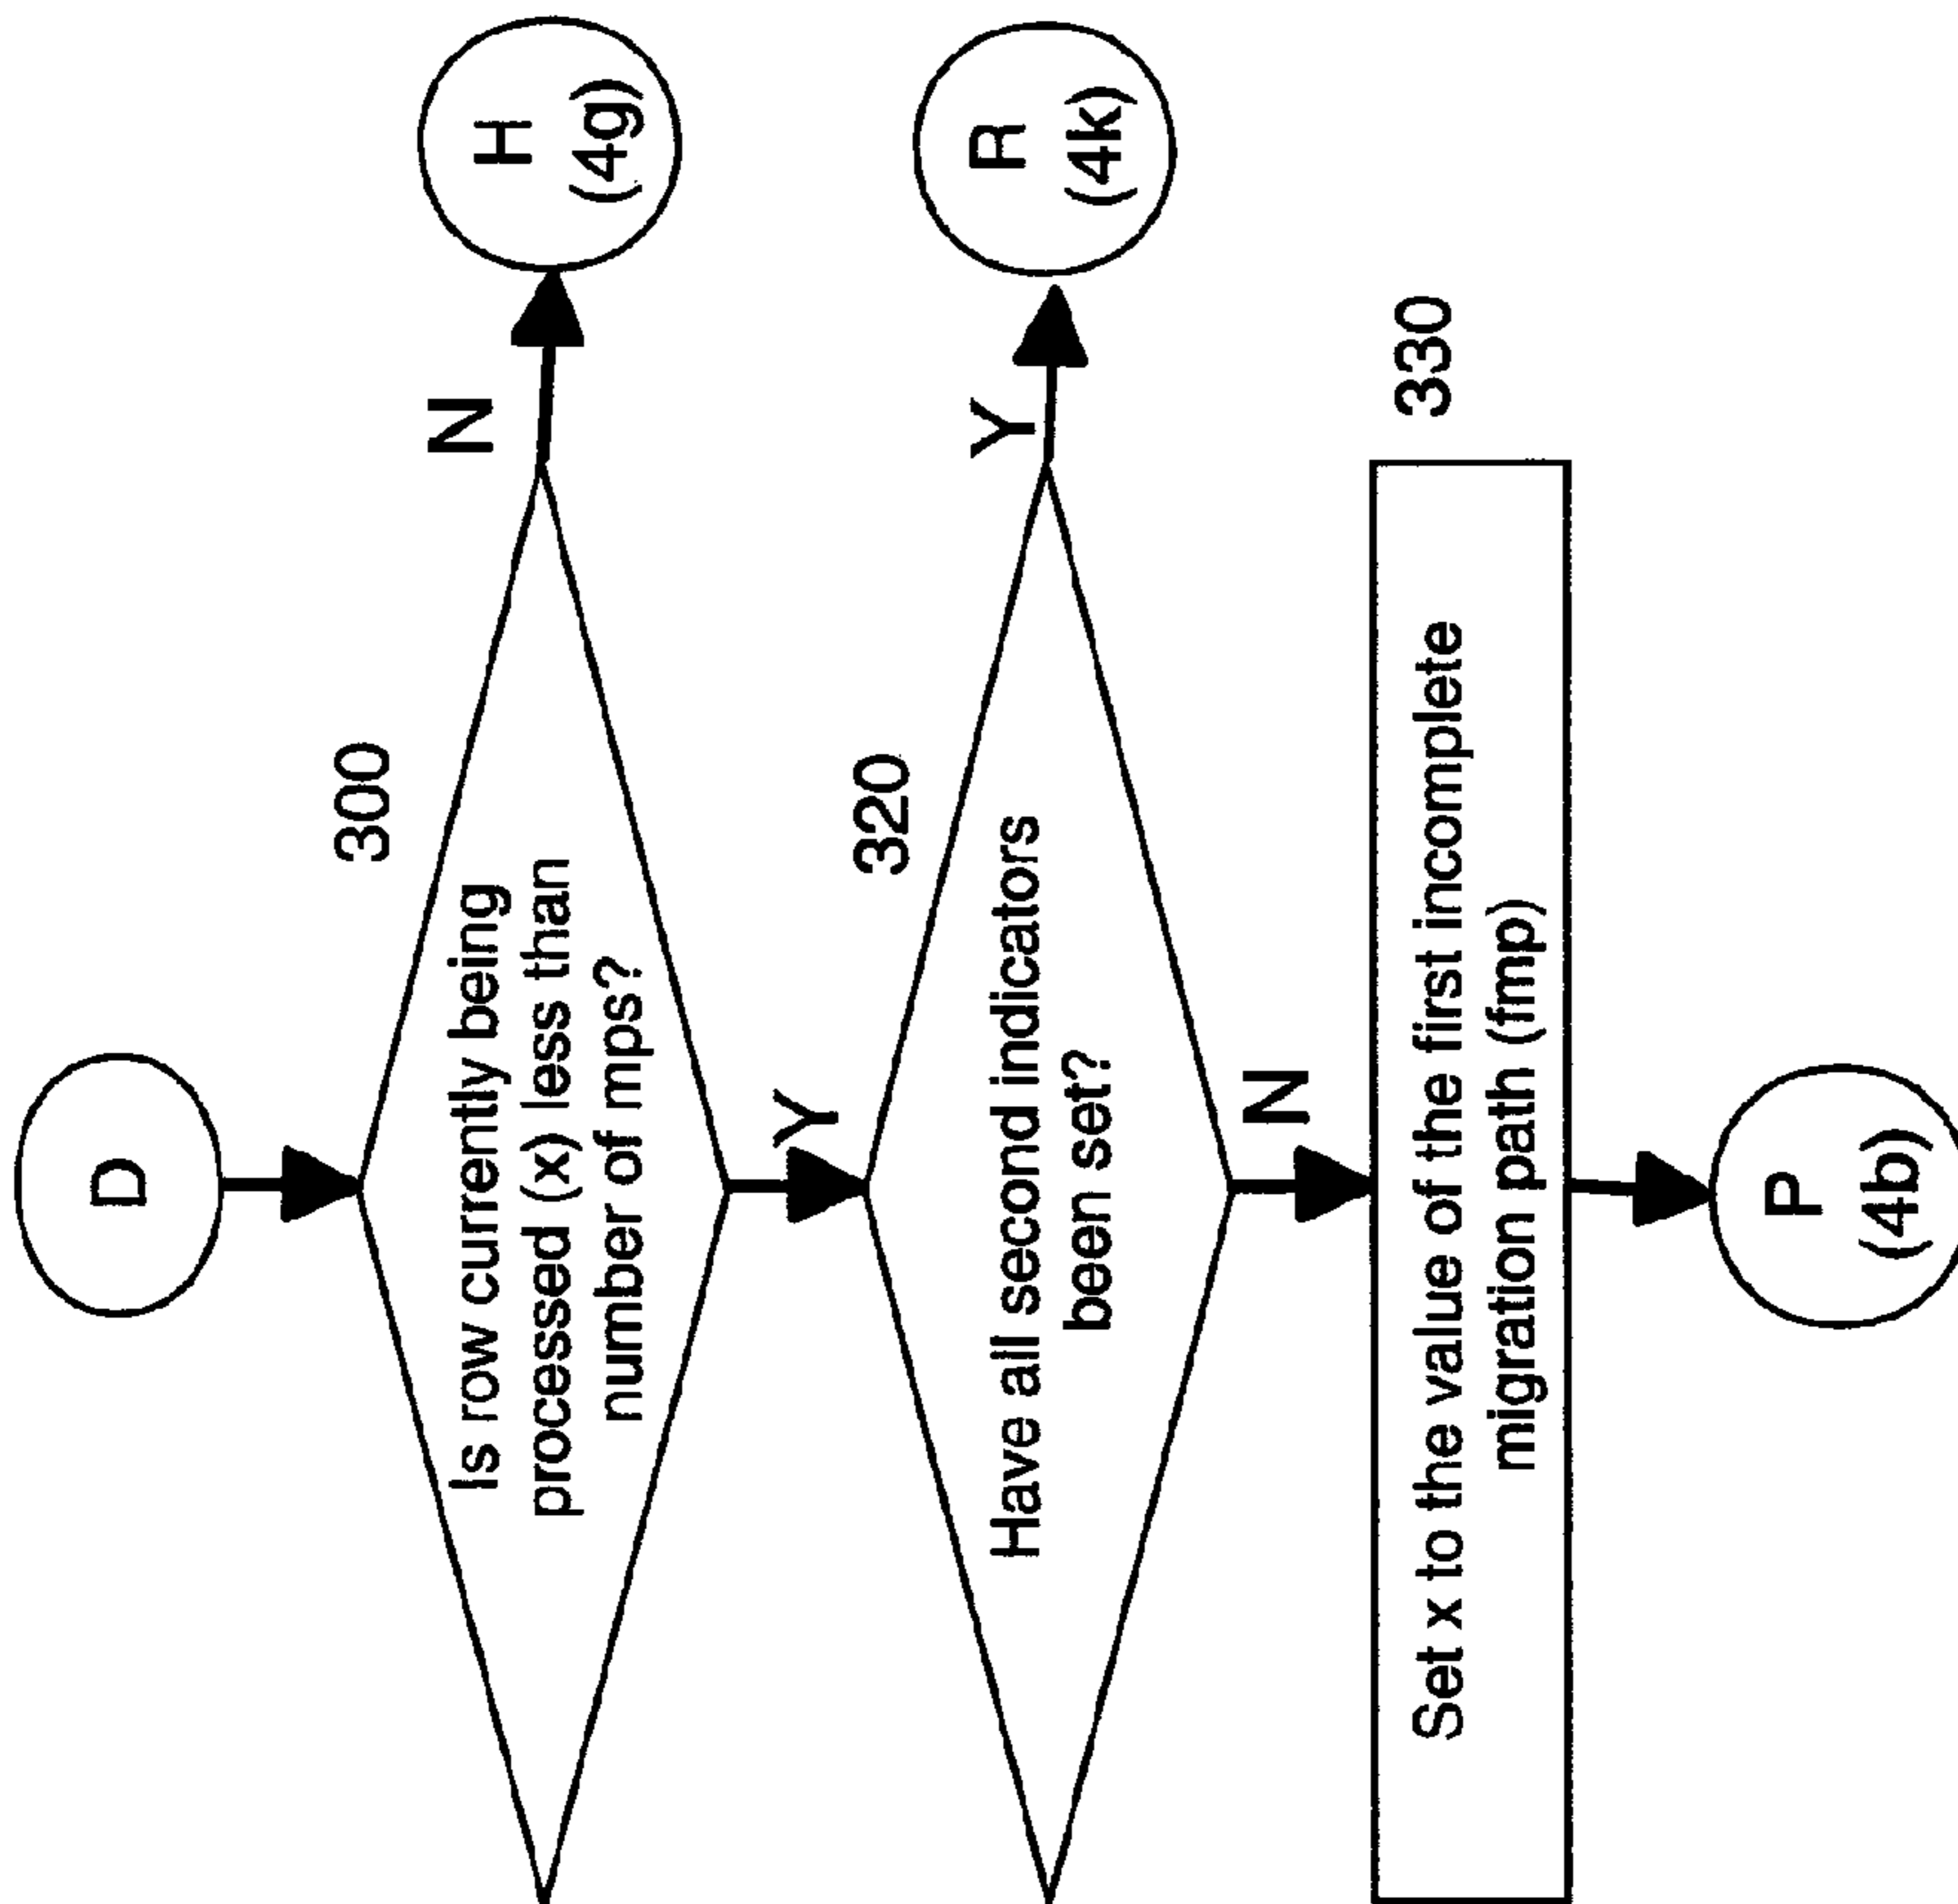 D
300
Is row currently being
processed (x) less than
number of mps?
N
H
(4g)
Y
320
Have all second indicators
been set?
Y
R
(4k)
N
330
Set x to the value of the first incomplete
migration path (fmp)
P
(4b)